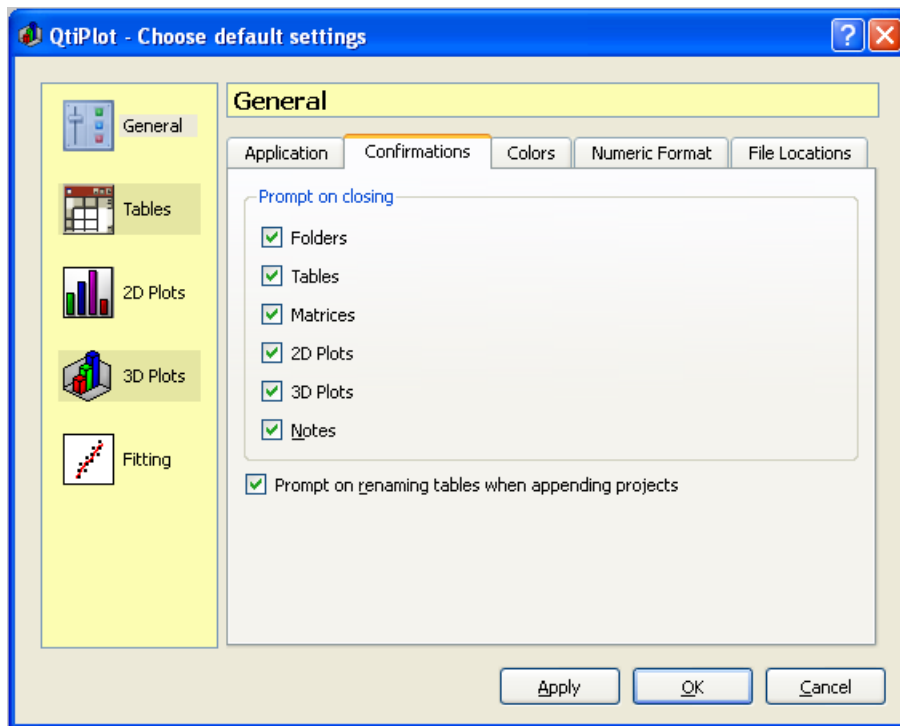 QtiPlot - Choose default settings
General
Tables
2D Plots
3D Plots
Fitting
General
Application
Confirmations
Colors
Numeric Format
File Locations
Prompt on closing
Folders
Tables
Matrices
2D Plots
3D Plots
Notes
Prompt on renaming tables when appending projects
Apply
OK
Cancel